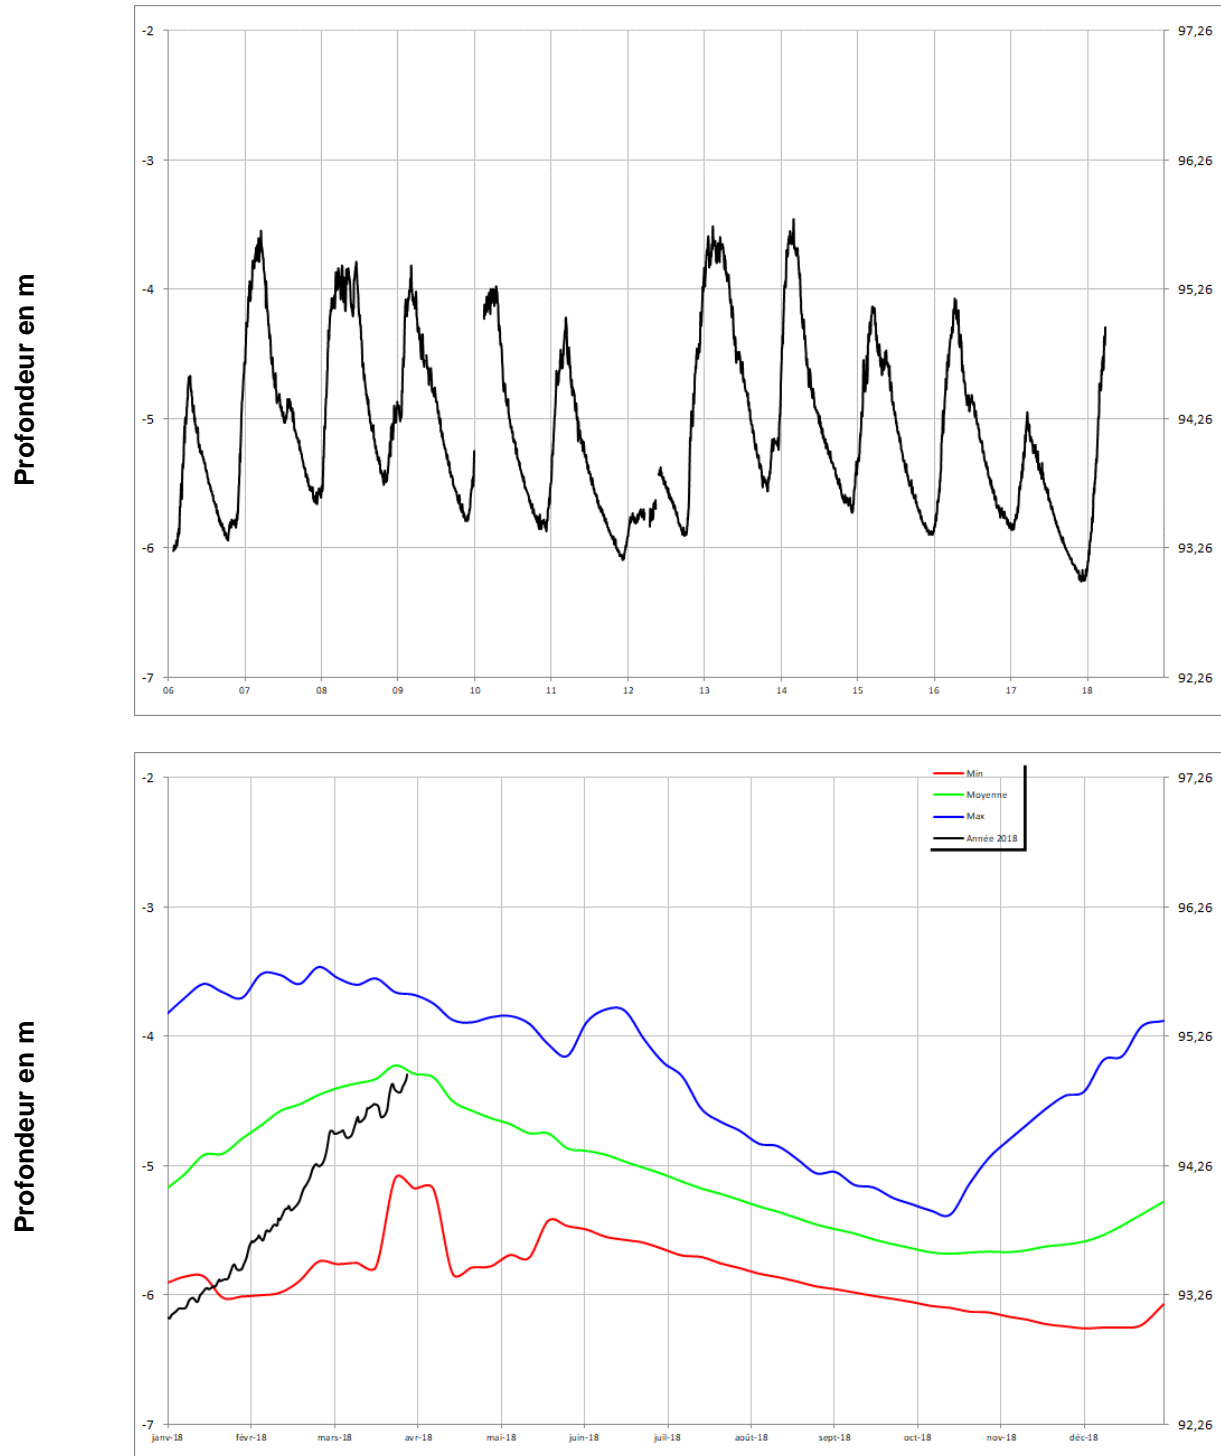 -2 97,26
-3 96,26
-4 95,26
Profondeur en m
-5 94,26
-6 93,26
-7 92,26
06 07 08 09 10 11 12 13 14 15 16 17 18
-2 97,26
Min
Moyenne
Max
Année 2018
-3 96,26
-4 95,26
Profondeur en m
-5 94,26
-6 93,26
-7 92,26
janv-18 févr-18 mars-18 avr-18 mai-18 juin-18 juil-18 août-18 sept-18 oct-18 nov-18 déc-18